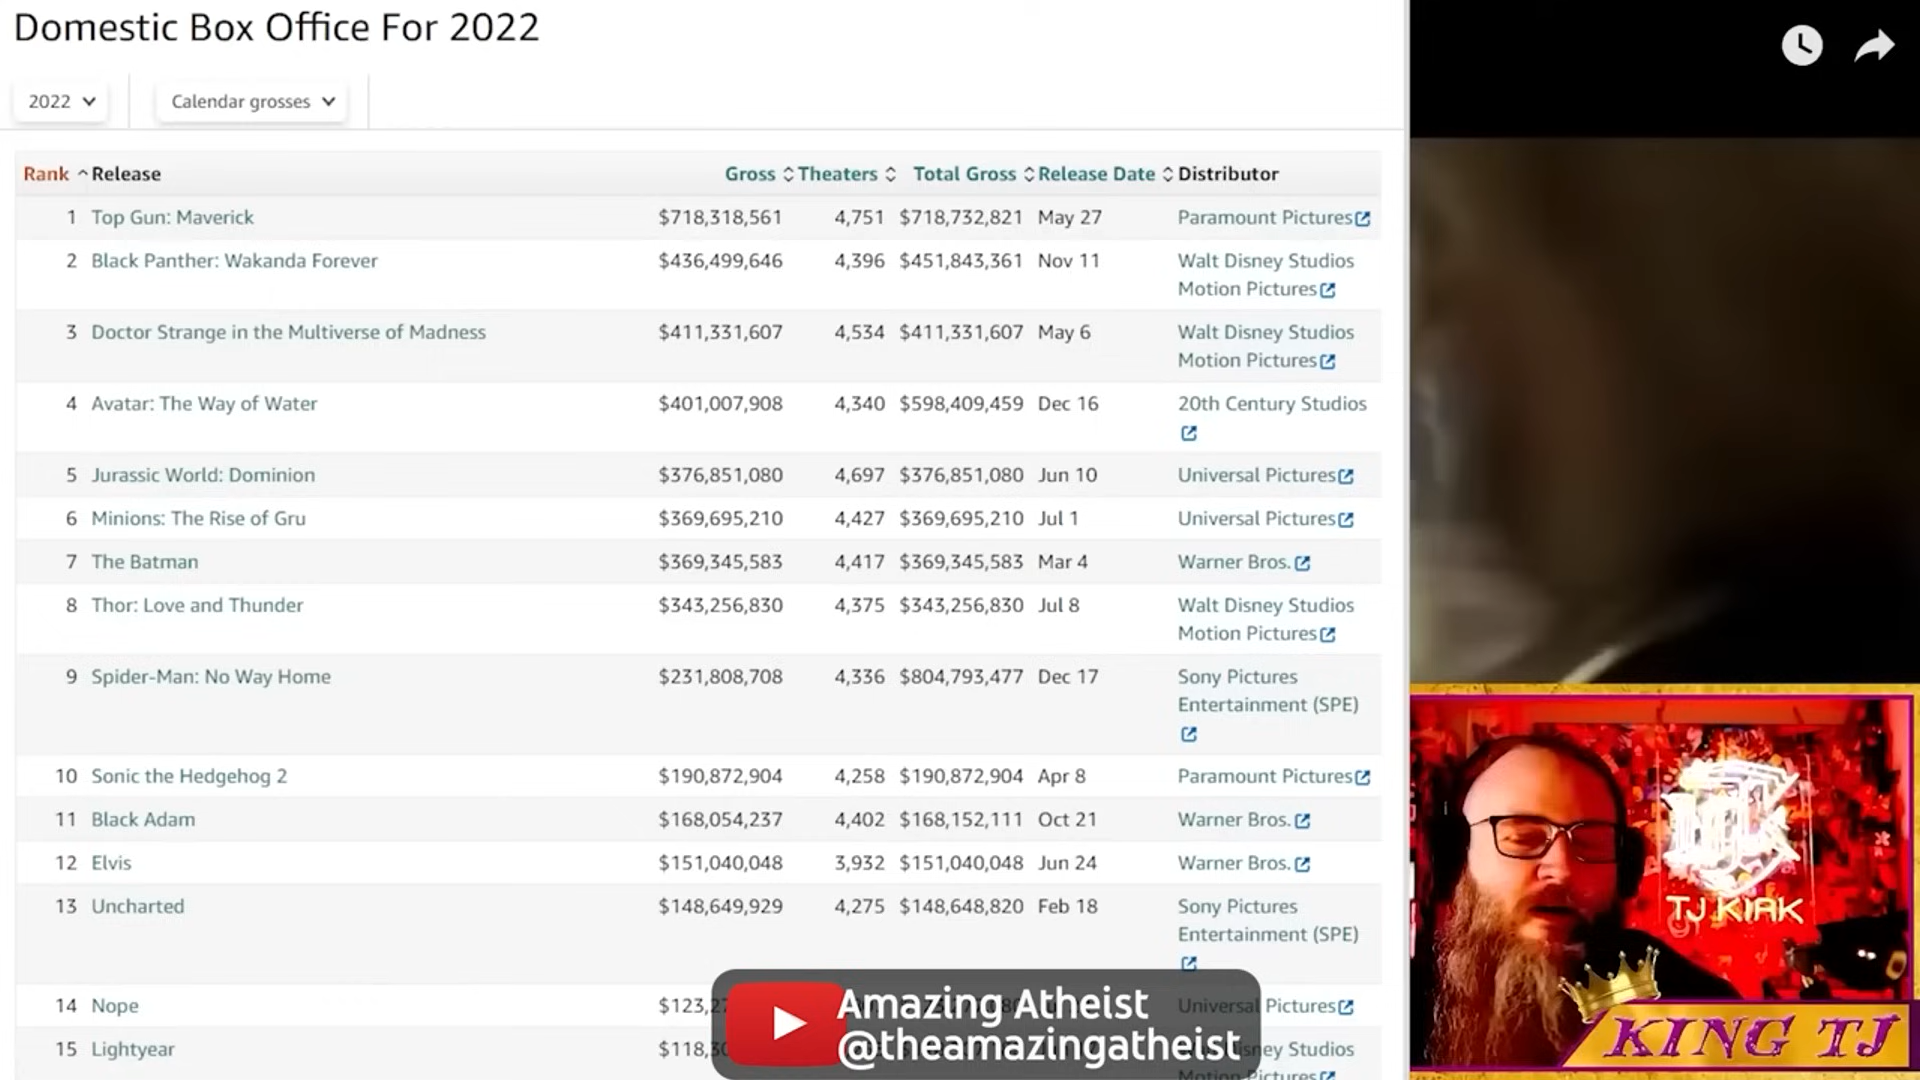 Domestic Box Office For 2022
2022 Calendar grosses
Rank Release Gross Theaters Total Gross Release Date Distributor
1 Top Gun: Maverick $718,318,561 4,751 $718,732,821 May 27 Paramount Pictures
2 Black Panther: Wakanda Forever $436,499,646 4,396 $451,843,361 Nov 11 Walt Disney Studios
Motion Pictures
3 Doctor Strange in the Multiverse of Madness $411,331,607 4,534 $411,331,607 May 6 Walt Disney Studios
Motion Pictures
4 Avatar: The Way of Water $401,007,908 4,340 $598,409,459 Dec 16 20th Century Studios
5 Jurassic World: Dominion $376,851,080 4,697 $376,851,080 Jun 10 Universal Pictures
6 Minions: The Rise of Gru $369,695,210 4,427 $369,695,210 Jul 1 Universal Pictures
7 The Batman $369,345,583 4,417 $369,345,583 Mar 4 Warner Bros.
8 Thor: Love and Thunder $343,256,830 4,375 $343,256,830 Jul 8 Walt Disney Studios
Motion Pictures
9 Spider-Man: No Way Home $231,808,708 4,336 $804,793,477 Dec 17 Sony Pictures
Entertainment (SPE)
10 Sonic the Hedgehog 2 $190,872,904 4,258 $190,872,904 Apr 8 Paramount Pictures
11 Black Adam $168,054,237 4,402 $168,152,111 Oct 21 Warner Bros.
12 Elvis $151,040,048 3,932 $151,040,048 Jun 24 Warner Bros.
13 Uncharted $148,649,929 4,275 $148,648,820 Feb 18 Sony Pictures
Entertainment (SPE)
14 Nope Universal Pictures
15 Lightyear Disney Studios
Motion Pictures
Amazing Atheist
@theamazingatheist
TJ KIRK
KING TJ